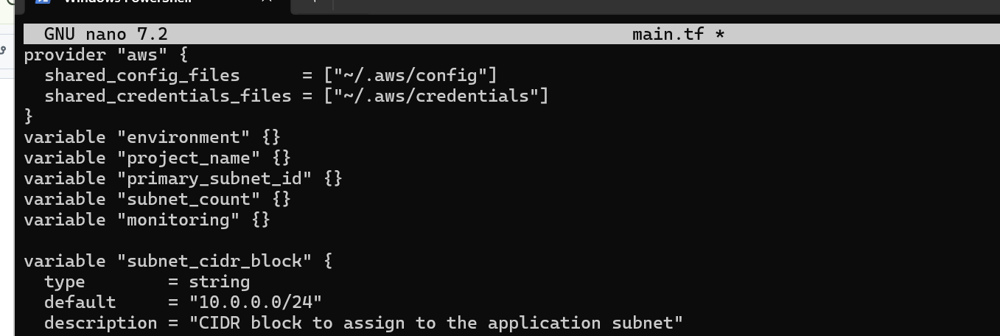 Windows PowerShell
GNU nano 7.2 main.tf *
provider "aws" {
  shared_config_files      = ["~/.aws/config"]
  shared_credentials_files = ["~/.aws/credentials"]
}
variable "environment" {}
variable "project_name" {}
variable "primary_subnet_id" {}
variable "subnet_count" {}
variable "monitoring" {}

variable "subnet_cidr_block" {
  type        = string
  default     = "10.0.0.0/24"
  description = "CIDR block to assign to the application subnet"